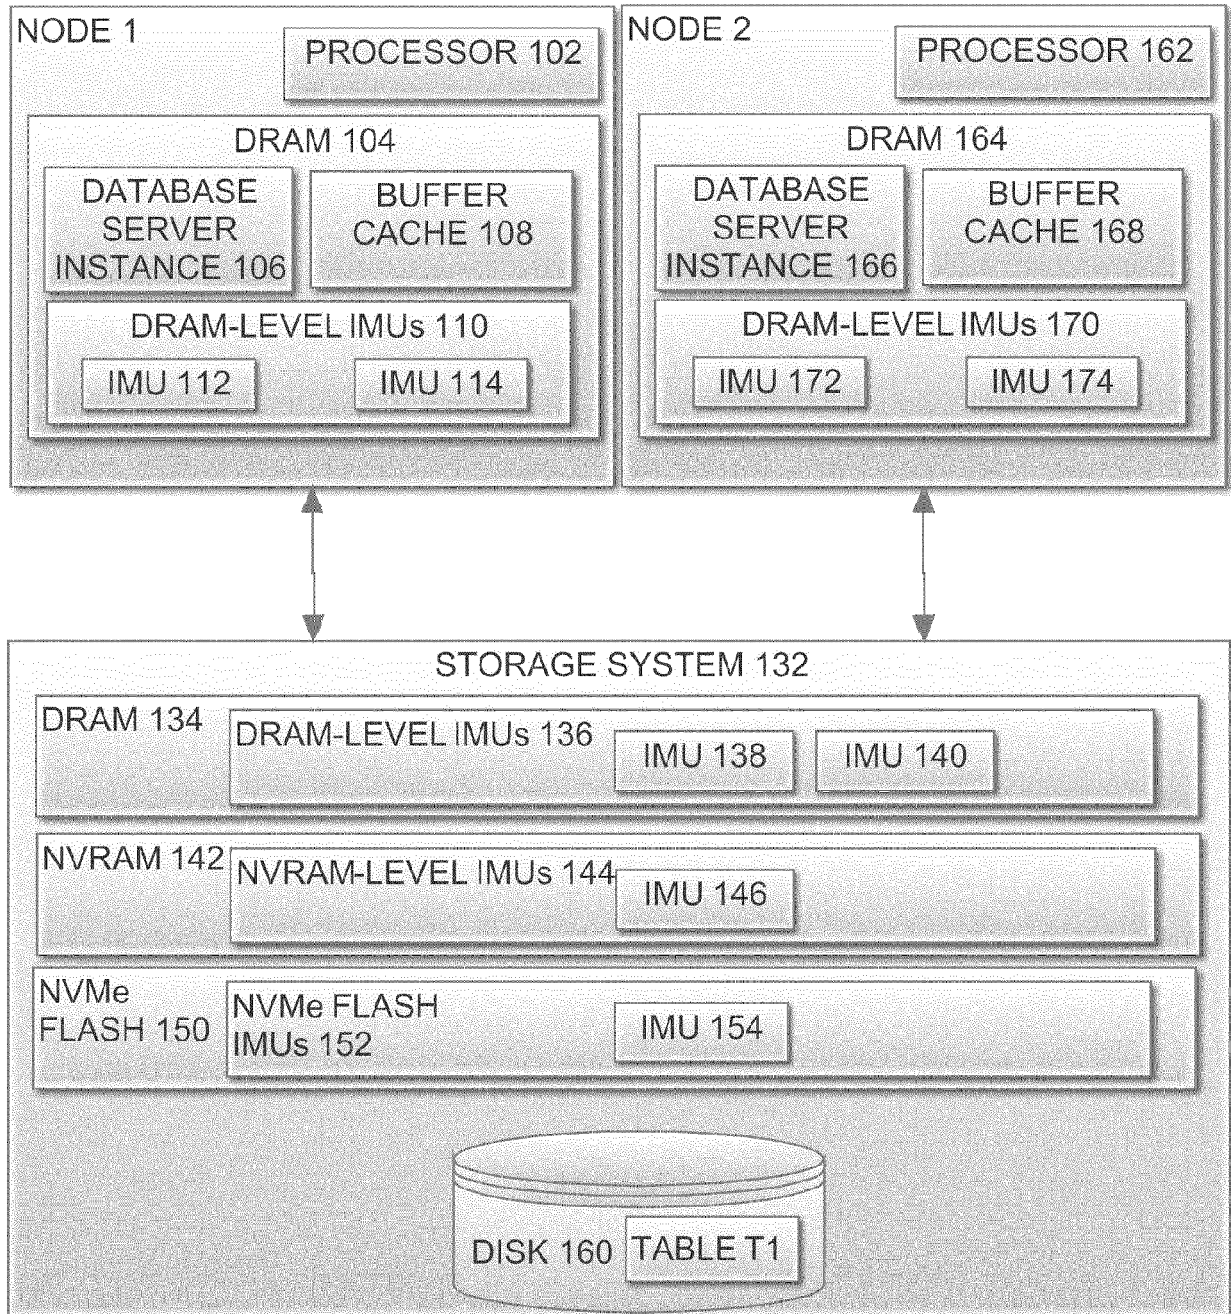 NODE 1
PROCESSOR 102
DRAM 104
DATABASE
SERVER
INSTANCE 106
BUFFER
CACHE 108
DRAM-LEVEL IMUs 110
IMU 112
IMU 114
NODE 2
PROCESSOR 162
DRAM 164
DATABASE
SERVER
INSTANCE 166
BUFFER
CACHE 168
DRAM-LEVEL IMUs 170
IMU 172
IMU 174
STORAGE SYSTEM 132
DRAM 134
DRAM-LEVEL IMUs 136
IMU 138
IMU 140
NVRAM 142
NVRAM-LEVEL IMUs 144
IMU 146
NVMe
FLASH 150
NVMe FLASH
IMUs 152
IMU 154
DISK 160
TABLE T1